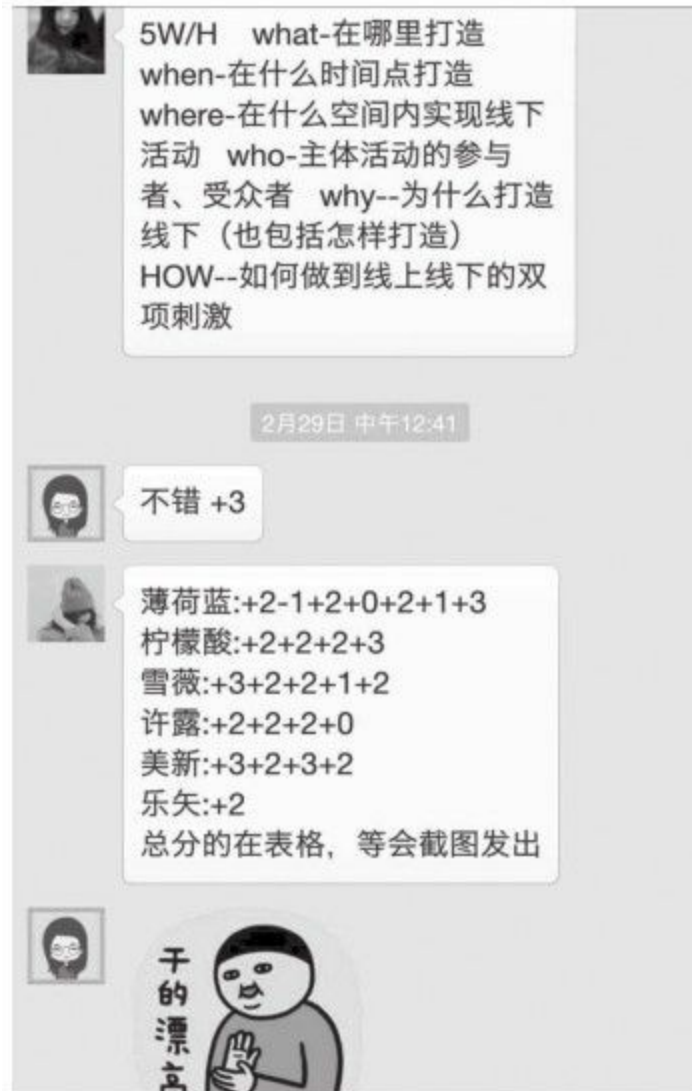 5W/H    what-在哪里打造
when-在什么时间点打造
where-在什么空间内实现线下
活动   who-主体活动的参与
者、受众者   why--为什么打造
线下（也包括怎样打造）
HOW--如何做到线上线下的双
项刺激
2月29日 中午12:41
不错 +3
薄荷蓝:+2-1+2+0+2+1+3
柠檬酸:+2+2+2+3
雪薇:+3+2+2+1+2
许露:+2+2+2+0
美新:+3+2+3+2
乐矢:+2
总分的在表格，等会截图发出
干的漂亮